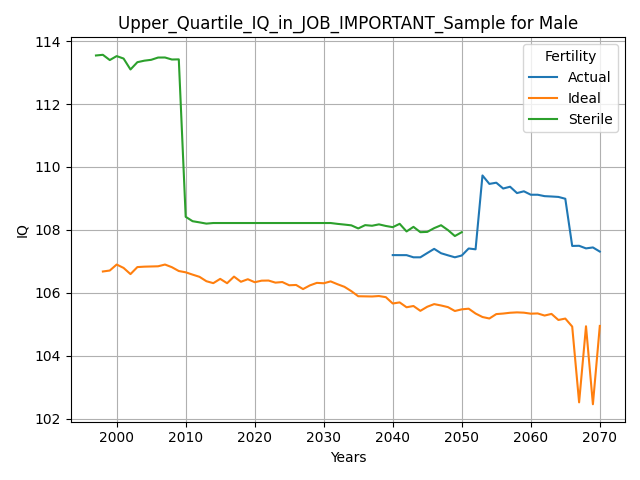 Upper_Quartile_IQ_in_JOB_IMPORTANT_Sample for Male
Fertility
Actual
Ideal
Sterile
IQ
114
112
110
108
106
104
102
2000 2010 2020 2030 2040 2050 2060 2070
Years